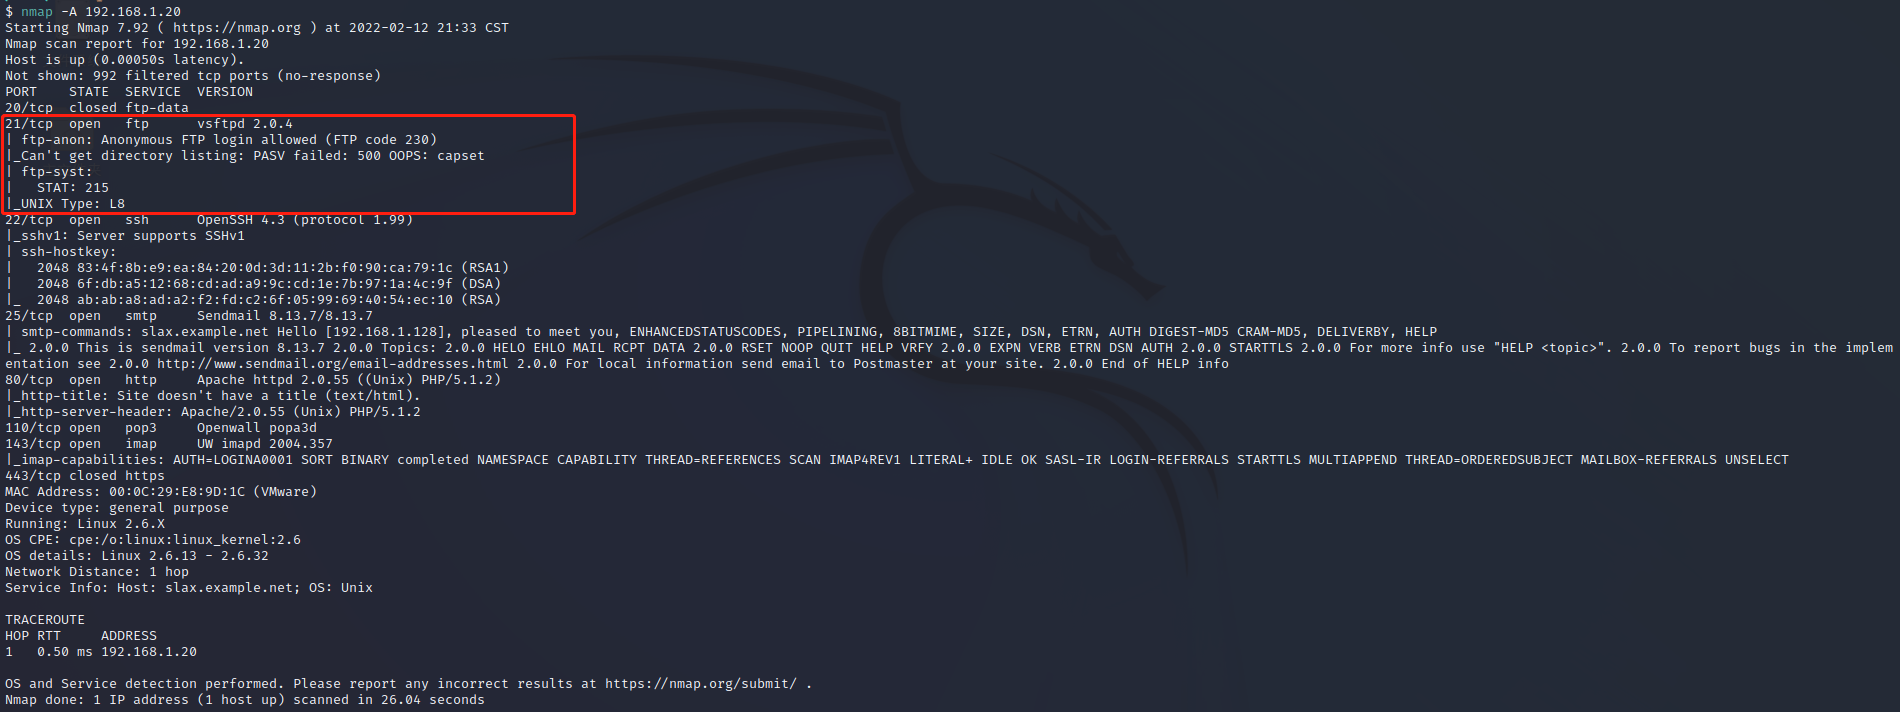 $ nmap -A 192.168.1.20
Starting Nmap 7.92 ( https://nmap.org ) at 2022-02-12 21:33 CST
Nmap scan report for 192.168.1.20
Host is up (0.00050s latency).
Not shown: 992 filtered tcp ports (no-response)
PORT    STATE  SERVICE  VERSION
20/tcp  closed ftp-data
21/tcp  open   ftp      vsftpd 2.0.4
| ftp-anon: Anonymous FTP login allowed (FTP code 230)
|_Can't get directory listing: PASV failed: 500 OOPS: capset
| ftp-syst:
|   STAT: 215
|_UNIX Type: L8
22/tcp  open   ssh      OpenSSH 4.3 (protocol 1.99)
|_sshv1: Server supports SSHv1
| ssh-hostkey:
|   2048 83:4f:8b:e9:ea:84:20:0d:3d:11:2b:f0:90:ca:79:1c (RSA1)
|   2048 6f:db:a5:12:68:cd:ad:a9:9c:cd:1e:7b:97:1a:4c:9f (DSA)
|_  2048 ab:ab:a8:ad:a2:f2:fd:c2:6f:05:99:69:40:54:ec:10 (RSA)
25/tcp  open   smtp     Sendmail 8.13.7/8.13.7
| smtp-commands: slax.example.net Hello [192.168.1.128], pleased to meet you, ENHANCEDSTATUSCODES, PIPELINING, 8BITMIME, SIZE, DSN, ETRN, AUTH DIGEST-MD5 CRAM-MD5, DELIVERBY, HELP
|_ 2.0.0 This is sendmail version 8.13.7 2.0.0 Topics: 2.0.0 HELO EHLO MAIL RCPT DATA 2.0.0 RSET NOOP QUIT HELP VRFY 2.0.0 EXPN VERB ETRN DSN AUTH 2.0.0 STARTTLS 2.0.0 For more info use "HELP <topic>". 2.0.0 To report bugs in the implem
entation see 2.0.0 http://www.sendmail.org/email-addresses.html 2.0.0 For local information send email to Postmaster at your site. 2.0.0 End of HELP info
80/tcp  open   http     Apache httpd 2.0.55 ((Unix) PHP/5.1.2)
|_http-title: Site doesn't have a title (text/html).
|_http-server-header: Apache/2.0.55 (Unix) PHP/5.1.2
110/tcp open   pop3     Openwall popa3d
143/tcp open   imap     UW imapd 2004.357
|_imap-capabilities: AUTH=LOGINA0001 SORT BINARY completed NAMESPACE CAPABILITY THREAD=REFERENCES SCAN IMAP4REV1 LITERAL+ IDLE OK SASL-IR LOGIN-REFERRALS STARTTLS MULTIAPPEND THREAD=ORDEREDSUBJECT MAILBOX-REFERRALS UNSELECT
443/tcp closed https
MAC Address: 00:0C:29:E8:9D:1C (VMware)
Device type: general purpose
Running: Linux 2.6.X
OS CPE: cpe:/o:linux:linux_kernel:2.6
OS details: Linux 2.6.13 - 2.6.32
Network Distance: 1 hop
Service Info: Host: slax.example.net; OS: Unix
TRACEROUTE
HOP RTT     ADDRESS
1   0.50 ms 192.168.1.20
OS and Service detection performed. Please report any incorrect results at https://nmap.org/submit/ .
Nmap done: 1 IP address (1 host up) scanned in 26.04 seconds